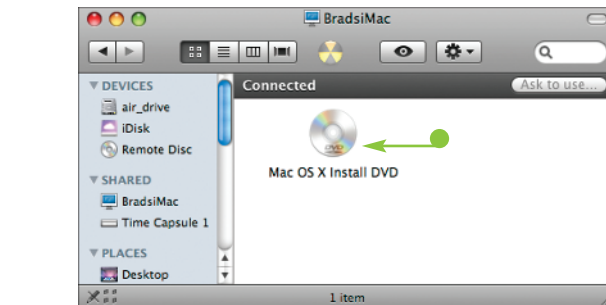 BradsiMac
DEVICES
air_drive
iDisk
Remote Disc
SHARED
BradsiMac
Time Capsule 1
PLACES
Desktop
Connected
Ask to use...
DVD
Mac OS X Install DVD
1 item